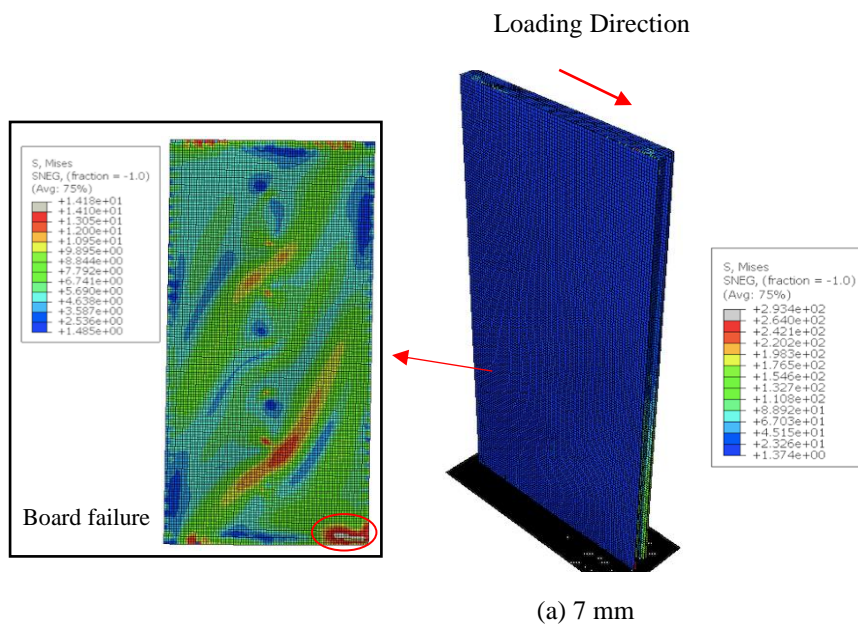 Loading Direction
S, Mises
SNEG, (fraction = -1.0)
(Avg: 75%)
+1.418e+01
+1.410e+01
+1.305e+01
+1.200e+01
+1.095e+01
+9.895e+00
+8.844e+00
+7.792e+00
+6.741e+00
+5.690e+00
+4.638e+00
+3.587e+00
+2.536e+00
+1.485e+00
Board failure
S, Mises
SNEG, (fraction = -1.0)
(Avg: 75%)
+2.934e+02
+2.640e+02
+2.421e+02
+2.202e+02
+1.983e+02
+1.765e+02
+1.546e+02
+1.327e+02
+1.108e+02
+8.892e+01
+6.703e+01
+4.515e+01
+2.326e+01
+1.374e+00
(a) 7 mm